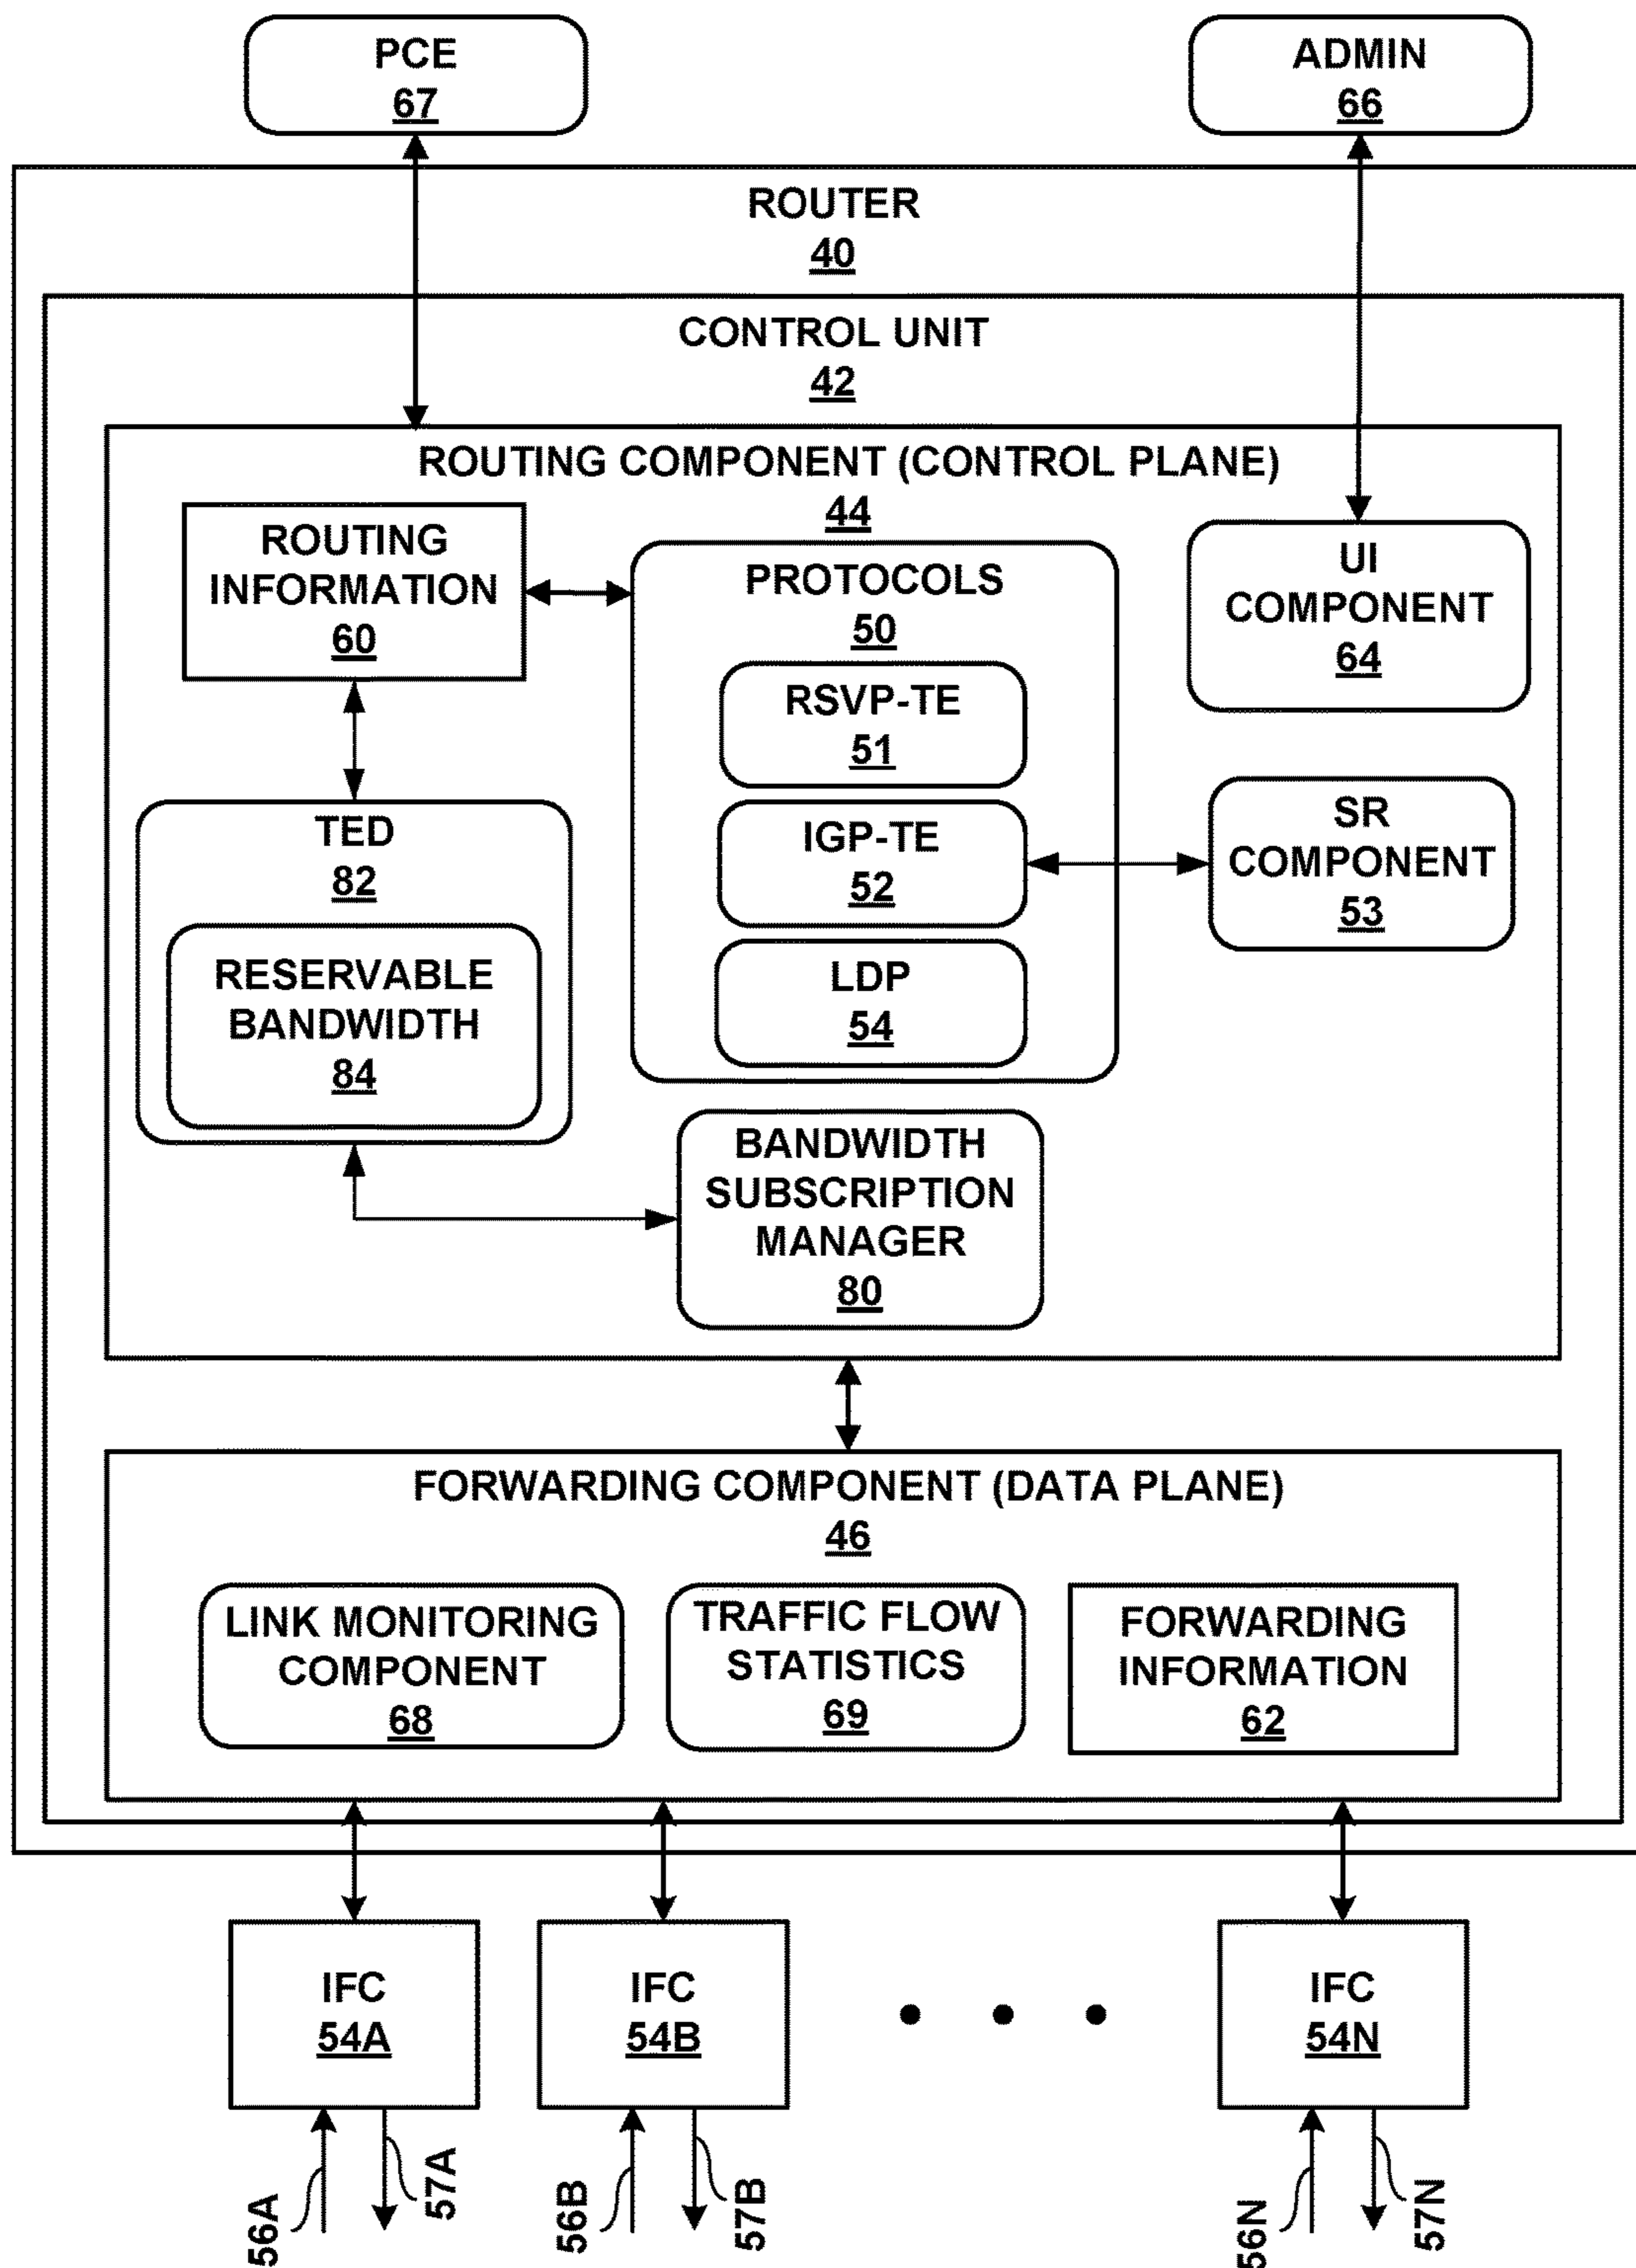 PCE
67
ADMIN
66
ROUTER
40
CONTROL UNIT
42
ROUTING COMPONENT (CONTROL PLANE)
44
ROUTING
INFORMATION
60
PROTOCOLS
50
RSVP-TE
51
IGP-TE
52
LDP
54
UI
COMPONENT
64
SR
COMPONENT
53
TED
82
RESERVABLE
BANDWIDTH
84
BANDWIDTH
SUBSCRIPTION
MANAGER
80
FORWARDING COMPONENT (DATA PLANE)
46
LINK MONITORING
COMPONENT
68
TRAFFIC FLOW
STATISTICS
69
FORWARDING
INFORMATION
62
IFC
54A
IFC
54B
IFC
54N
56A
57A
56B
57B
56N
57N